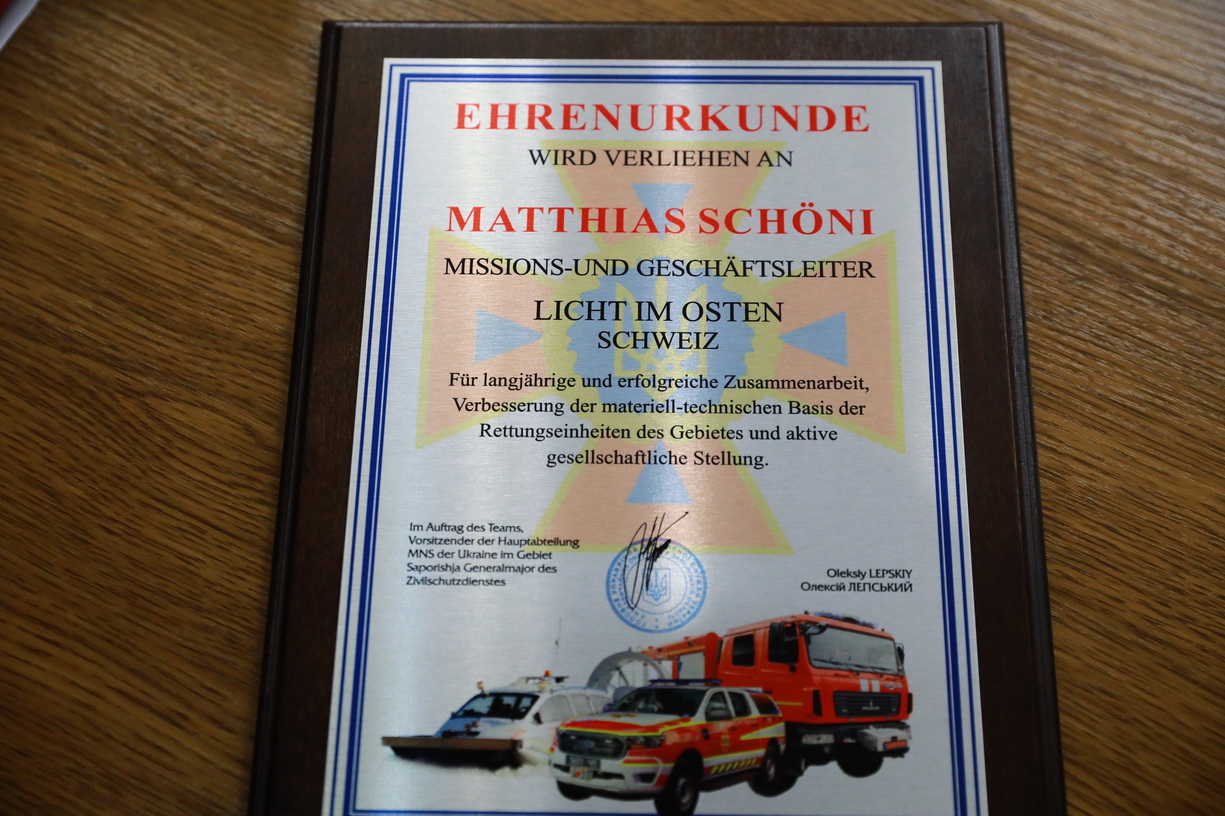 EHRENURKUNDE
WIRD VERLIEHEN AN
MATTHIAS SCHÖNI
MISSIONS-UND GESCHÄFTSLEITER
LICHT IM OSTEN
SCHWEIZ
Für langjährige und erfolgreiche Zusammenarbeit,
Verbesserung der materiell-technischen Basis der
Rettungseinheiten des Gebietes und aktive
gesellschaftliche Stellung.
Im Auftrag des Teams,
Vorsitzender der Hauptabteilung
MNS der Ukraine im Gebiet
Saporishja Generalmajor des
Zivilschutzdienstes
Oleksiy LEPSKIY
Олексій ЛЕПСЬКИЙ